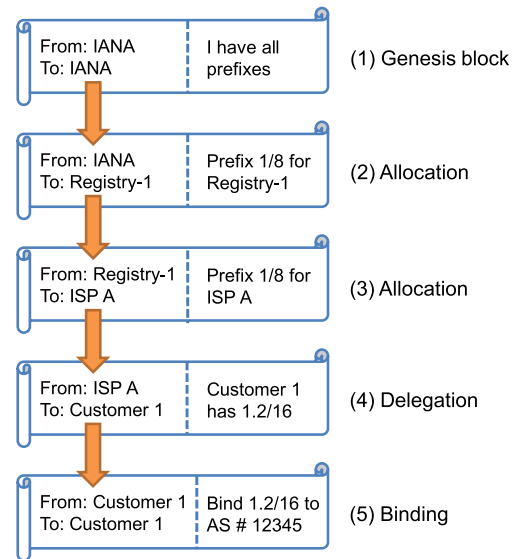 From: IANA
To: IANA
I have all
prefixes
(1) Genesis block
From: IANA
To: Registry-1
Prefix 1/8 for
Registry-1
(2) Allocation
From: Registry-1
To: ISP A
Prefix 1/8 for
ISP A
(3) Allocation
From: ISP A
To: Customer 1
Customer 1
has 1.2/16
(4) Delegation
From: Customer 1
To: Customer 1
Bind 1.2/16 to
AS # 12345
(5) Binding